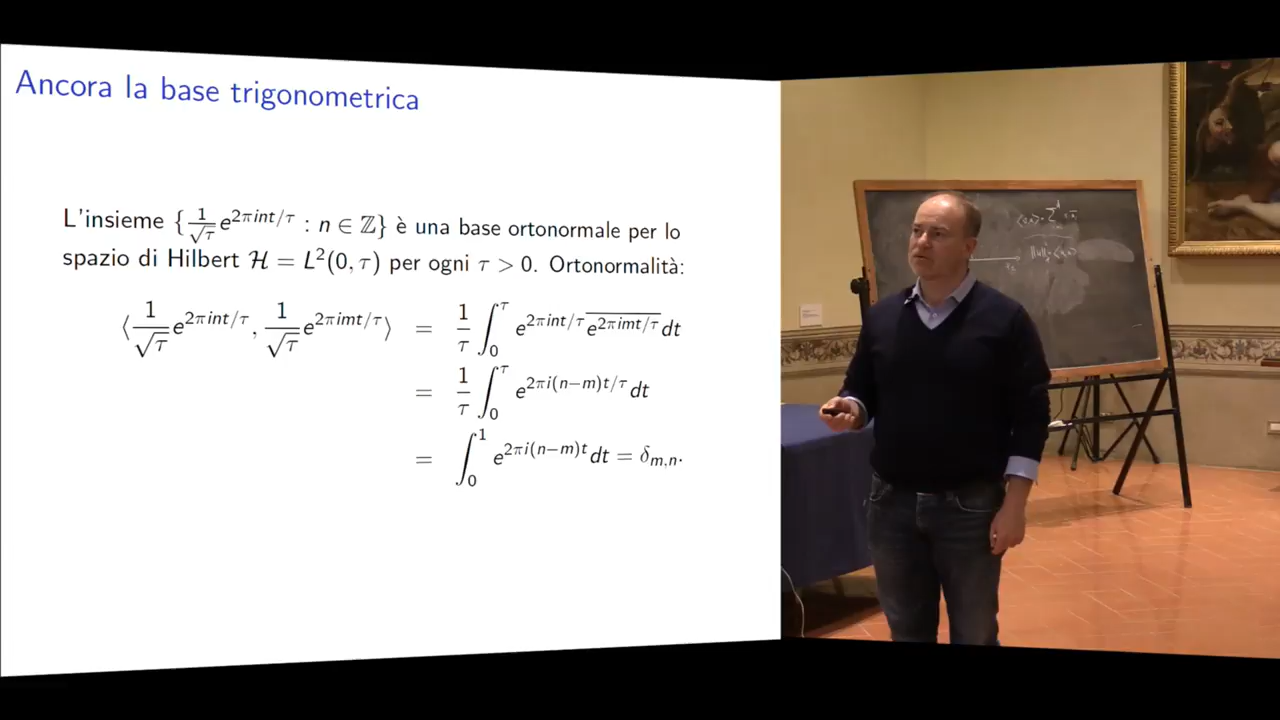 Ancora la base trigonometrica
L'insieme {1/√τ e^{2πint/τ} : n ∈ ℤ} è una base ortonormale per lo
spazio di Hilbert ℋ = L²(0, τ) per ogni τ > 0. Ortonormalità:
⟨1/√τ e^{2πint/τ}, 1/√τ e^{2πimt/τ}⟩ = 1/τ ∫₀^τ e^{2πint/τ} \overline{e^{2πimt/τ}} dt
= 1/τ ∫₀^τ e^{2πi(n−m)t/τ} dt
= ∫₀^1 e^{2πi(n−m)t} dt = δ_{m,n}.